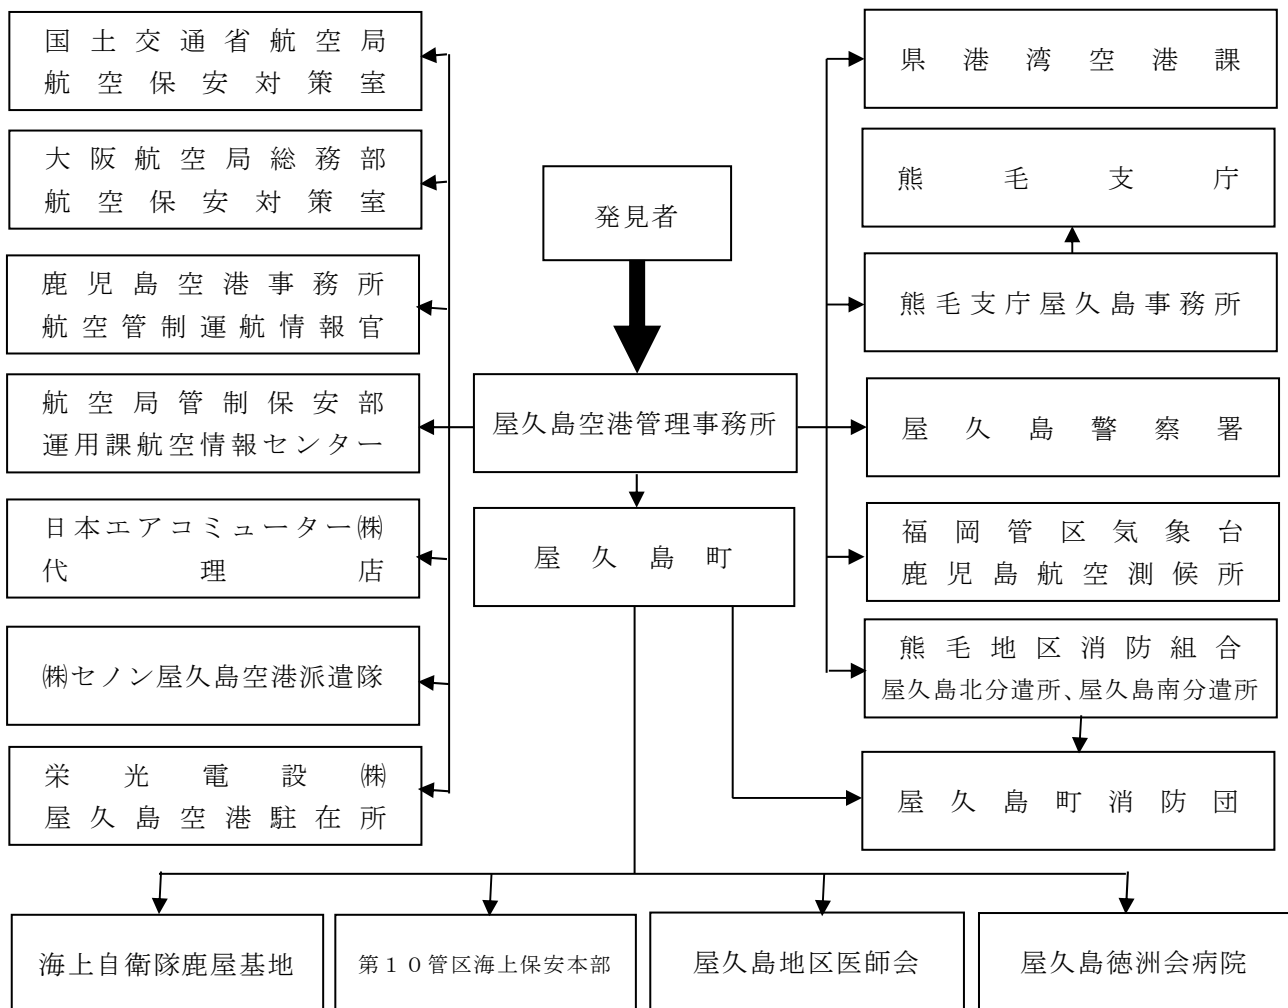 国土交通省航空局
航空保安対策室
大阪航空局総務部
航空保安対策室
鹿児島空港事務所
航空管制運航情報官
航空局管制保安部
運用課航空情報センター
日本エアコミューター㈱
代理店
㈱セノン屋久島空港派遣隊
栄光電設㈱
屋久島空港駐在所
発見者
屋久島空港管理事務所
屋久島町
県港湾空港課
熊毛支庁
熊毛支庁屋久島事務所
屋久島警察署
福岡管区気象台
鹿児島航空測候所
熊毛地区消防組合
屋久島北分遣所、屋久島南分遣所
屋久島町消防団
海上自衛隊鹿屋基地
第１０管区海上保安本部
屋久島地区医師会
屋久島徳洲会病院